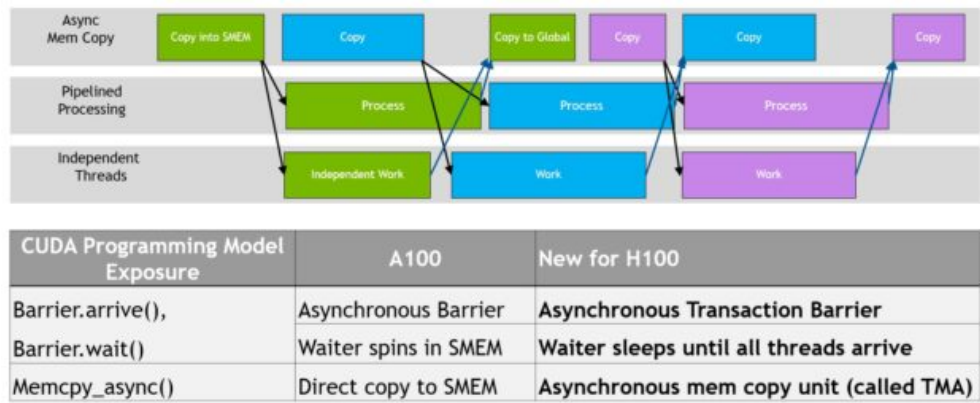 Async
Mem Copy
Copy into SMEM
Copy
Copy to Global
Copy
Copy
Copy
Pipelined
Processing
Process
Process
Process
Independent
Threads
Independent Work
Work
Work
CUDA Programming Model
Exposure
A100
New for H100
Barrier.arrive(),
Asynchronous Barrier
Asynchronous Transaction Barrier
Barrier.wait()
Waiter spins in SMEM
Waiter sleeps until all threads arrive
Memcpy_async()
Direct copy to SMEM
Asynchronous mem copy unit (called TMA)